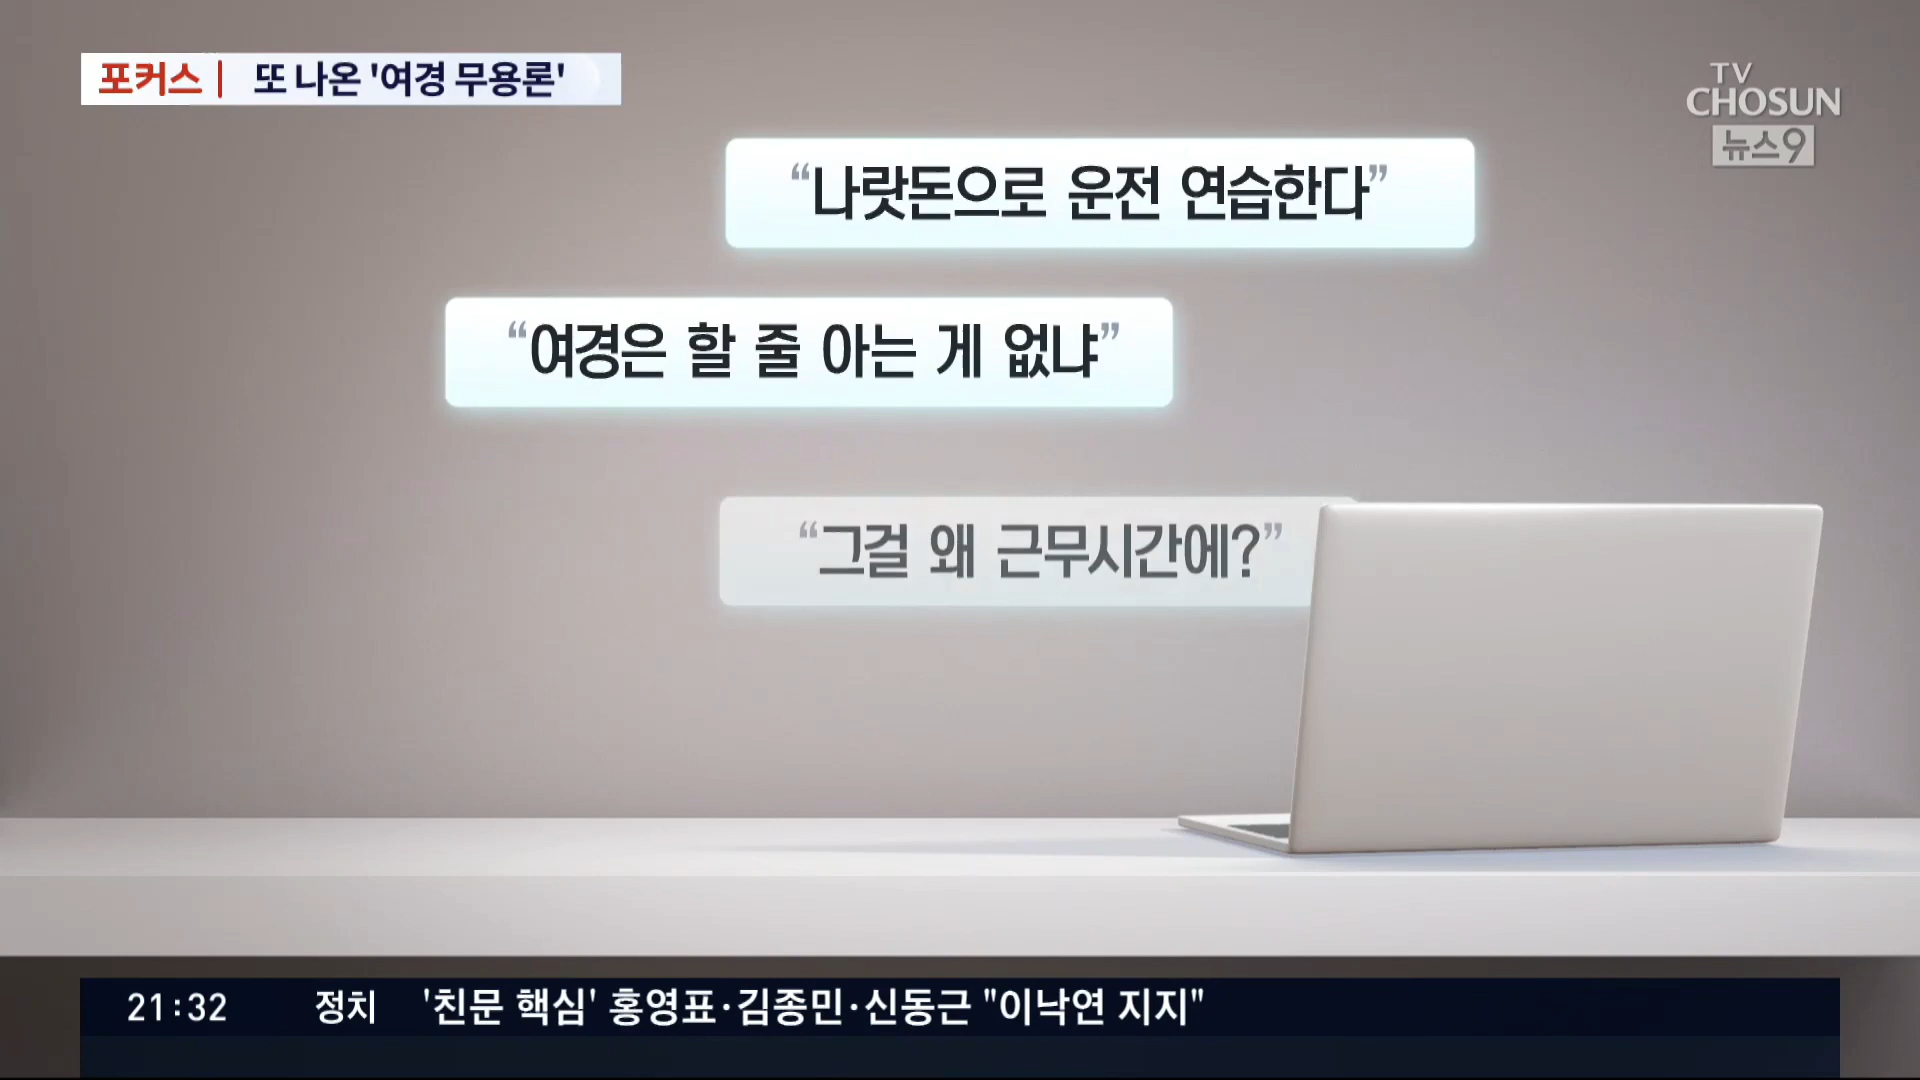 포커스 | 또 나온 '여경 무용론'
TV
CHOSUN
뉴스9
“나랏돈으로 운전 연습한다”
“여경은 할 줄 아는 게 없냐”
“그걸 왜 근무시간에?”
21:32 정치 '친문 핵심' 홍영표·김종민·신동근 "이낙연 지지"